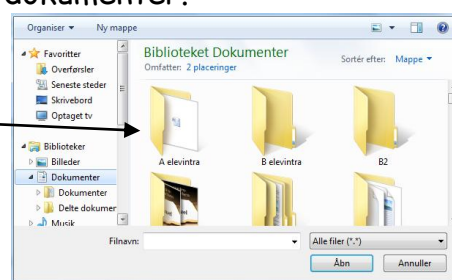 dokumenter.
Organiser Ny mappe
Favoritter
Overførsler
Seneste steder
Skrivebord
Optaget tv
Biblioteker
Billeder
Dokumenter
Dokumenter
Delte dokumer
Musik
Biblioteket Dokumenter
Omfatter: 2 placeringer
Sortér efter: Mappe
A elevintra
B elevintra
B2
Filnavn:
Alle filer (*.*)
Åbn Annuller